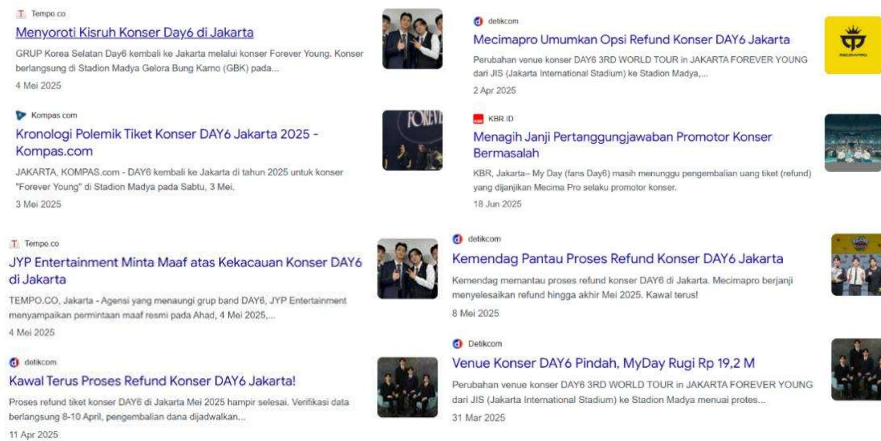 Tempo.co
Menyoroti Kisruh Konser Day6 di Jakarta
GRUP Korea Selatan Day6 kembali ke Jakarta melalui konser Forever Young. Konser
berlangsung di Stadion Madya Gelora Bung Karno (GBK) pada...
4 Mei 2025
Kompas.com
Kronologi Polemik Tiket Konser DAY6 Jakarta 2025 -
Kompas.com
JAKARTA, KOMPAS.com - DAY6 kembali ke Jakarta di tahun 2025 untuk konser
"Forever Young" di Stadion Madya pada Sabtu, 3 Mei.
3 Mei 2025
FOREVE
Tempo.co
JYP Entertainment Minta Maaf atas Kekacauan Konser DAY6
di Jakarta
TEMPO.CO, Jakarta - Agensi yang menaungi grup band DAY6, JYP Entertainment
menyampaikan permintaan maaf resmi pada Ahad, 4 Mei 2025,...
4 Mei 2025
detikcom
Kawal Terus Proses Refund Konser DAY6 Jakarta!
Proses refund tiket konser DAY6 di Jakarta Mei 2025 hampir selesai. Verifikasi data
berlangsung 8-10 April, pengembalian dana dijadwalkan...
11 Apr 2025
detikcom
Mecimapro Umumkan Opsi Refund Konser DAY6 Jakarta
Perubahan venue konser DAY6 3RD WORLD TOUR in JAKARTA FOREVER YOUNG
dari JIS (Jakarta International Stadium) ke Stadion Madya,...
2 Apr 2025
MECIMAPRO
KBR.ID
Menagih Janji Pertanggungjawaban Promotor Konser
Bermasalah
KBR, Jakarta– My Day (fans Day6) masih menunggu pengembalian uang tiket (refund)
yang dijanjikan Mecima Pro selaku promotor konser.
18 Jun 2025
detikcom
Kemendag Pantau Proses Refund Konser DAY6 Jakarta
Kemendag memantau proses refund konser DAY6 di Jakarta. Mecimapro berjanji
menyelesaikan refund hingga akhir Mei 2025. Kawal terus!
8 Mei 2025
Detikcom
Venue Konser DAY6 Pindah, MyDay Rugi Rp 19,2 M
Perubahan venue konser DAY6 3RD WORLD TOUR in JAKARTA FOREVER YOUNG
dari JIS (Jakarta International Stadium) ke Stadion Madya menuai protes...
31 Mar 2025